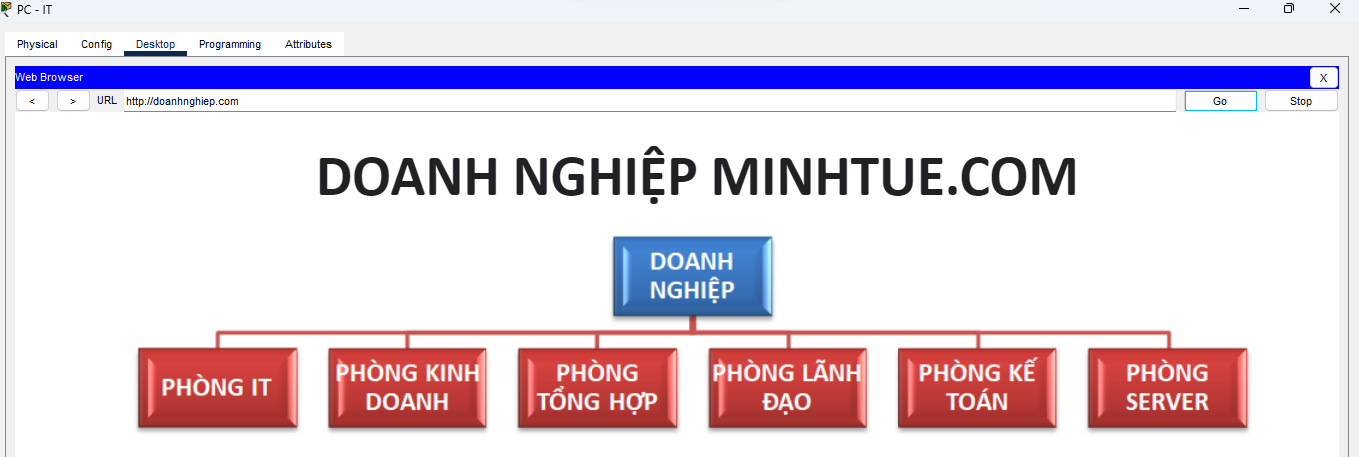 PC - IT
Physical Config Desktop Programming Attributes
Web Browser X
< > URL http://doanhnghiep.com Go Stop
DOANH NGHIỆP MINHTUE.COM
DOANH
NGHIỆP
PHÒNG IT
PHÒNG KINH
DOANH
PHÒNG
TỔNG HỢP
PHÒNG LÃNH
ĐẠO
PHÒNG KẾ
TOÁN
PHÒNG
SERVER